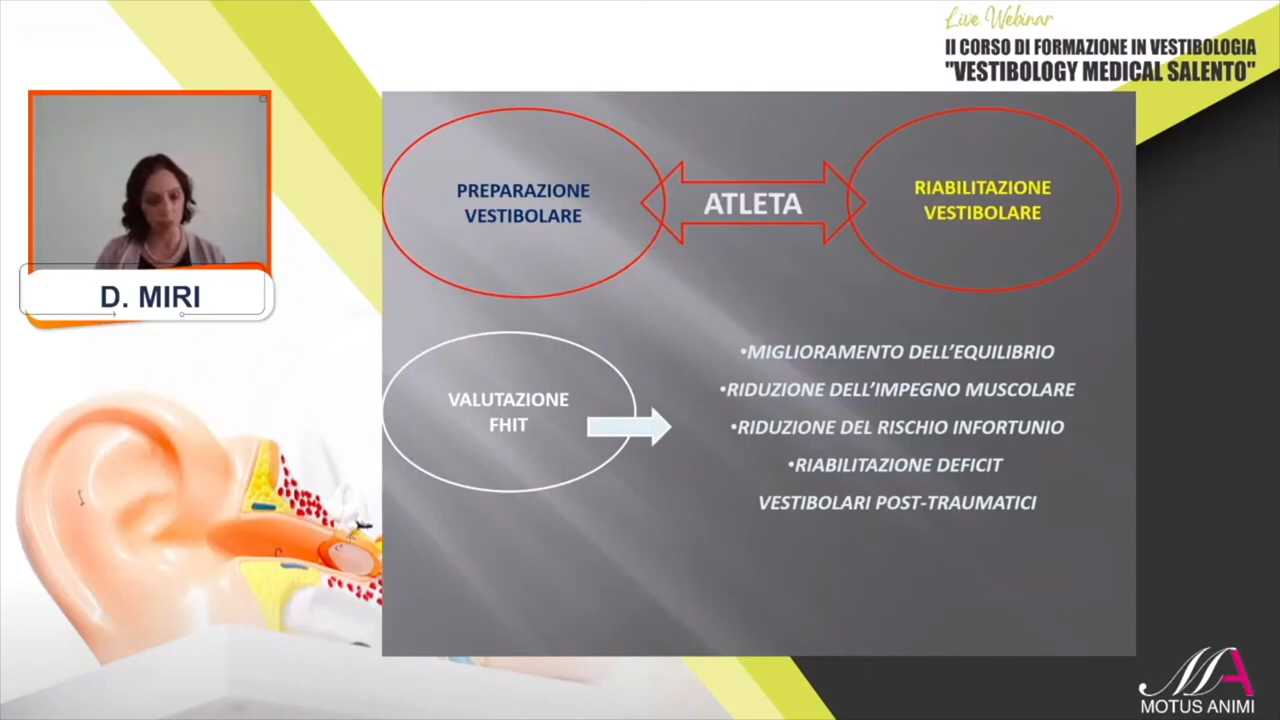 Live Webinar
II CORSO DI FORMAZIONE IN VESTIBOLOGIA
"VESTIBOLOGY MEDICAL SALENTO"
D. MIRI
PREPARAZIONE
VESTIBOLARE
ATLETA
RIABILITAZIONE
VESTIBOLARE
VALUTAZIONE
FHIT
•MIGLIORAMENTO DELL'EQUILIBRIO
•RIDUZIONE DELL'IMPEGNO MUSCOLARE
•RIDUZIONE DEL RISCHIO INFORTUNIO
•RIABILITAZIONE DEFICIT
VESTIBOLARI POST-TRAUMATICI
MA
MOTUS ANIMI